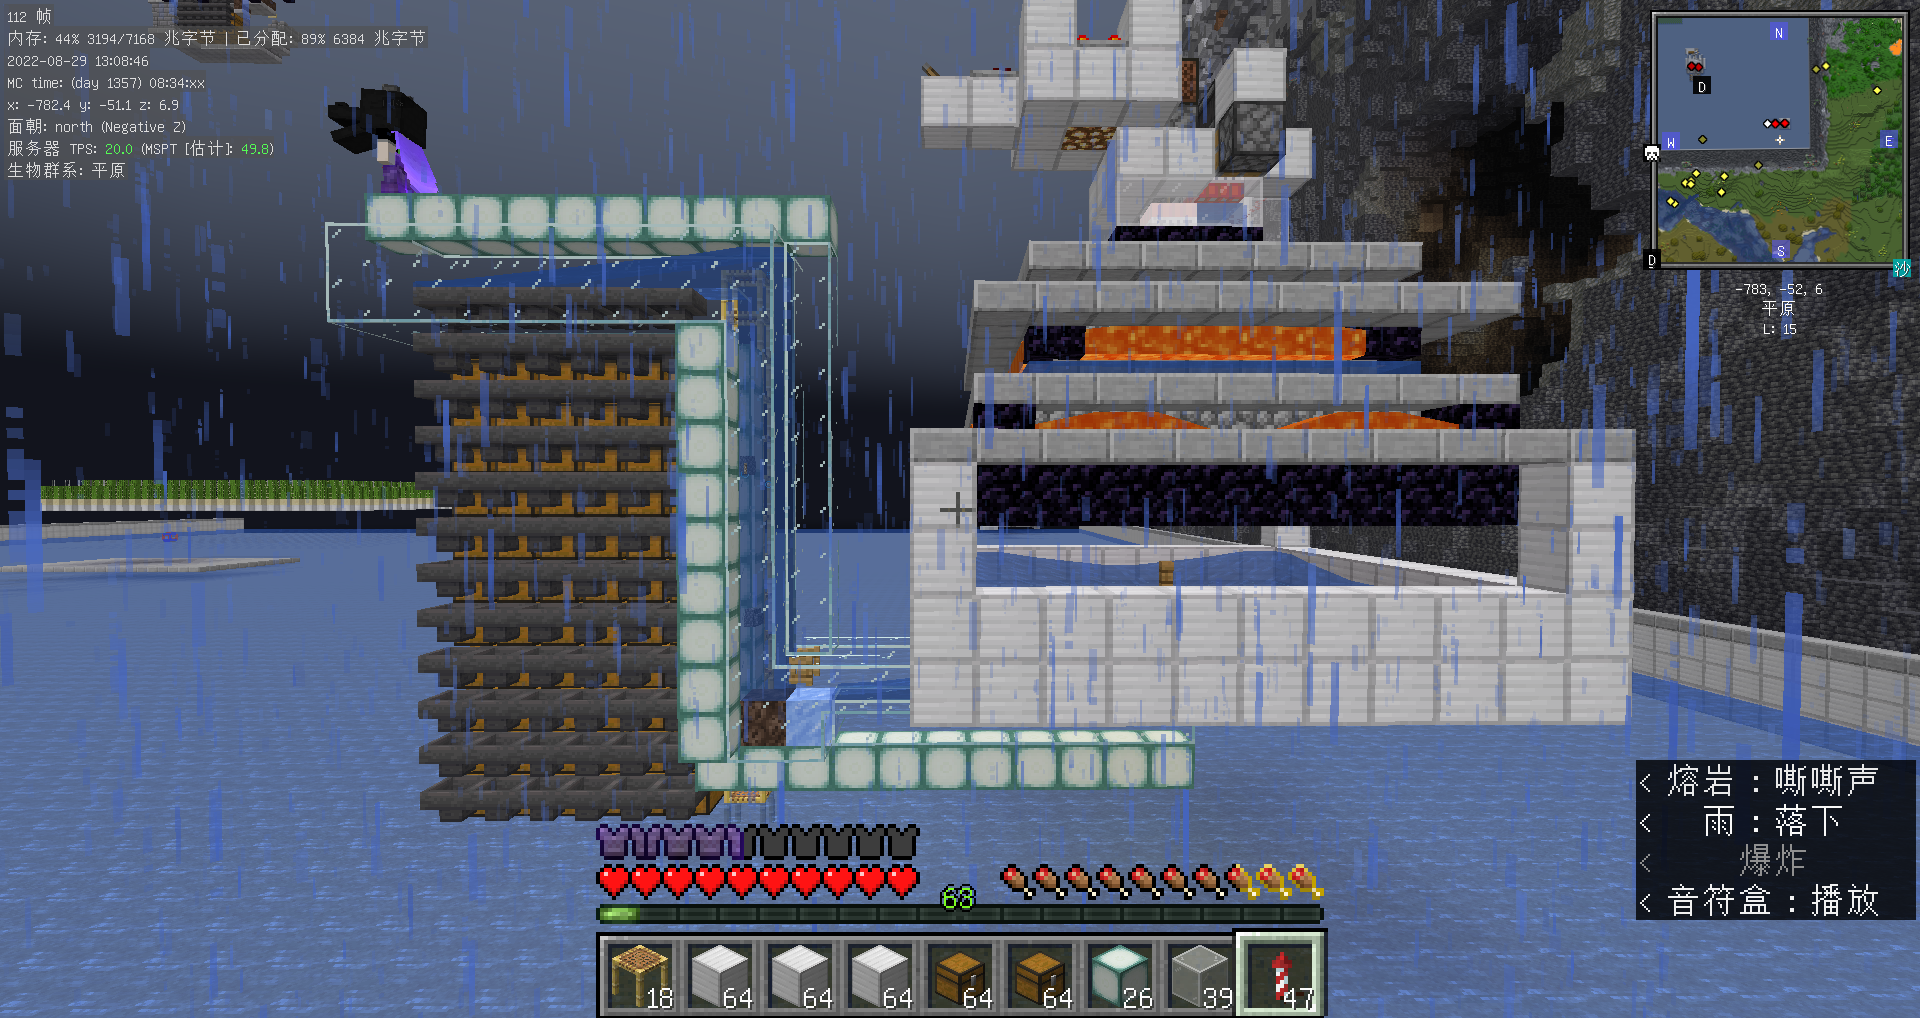 112 帧
内存: 44% 3194/7168 兆字节 | 已分配: 89% 6384 兆字节
2022-08-29 13:08:46
MC time: (day 1357) 08:34:xx
x: -782.4 y: -51.1 z: 6.9
面朝: north (Negative Z)
服务器 TPS: 20.0 (MSPT [估计]: 49.8)
生物群系: 平原
N
D
W
E
S
D
沙
-783, -52, 6
平原
L: 15
< 熔岩：嘶嘶声
< 雨：落下
< 爆炸
< 音符盒：播放
68
18
64
64
64
64
64
26
39
47